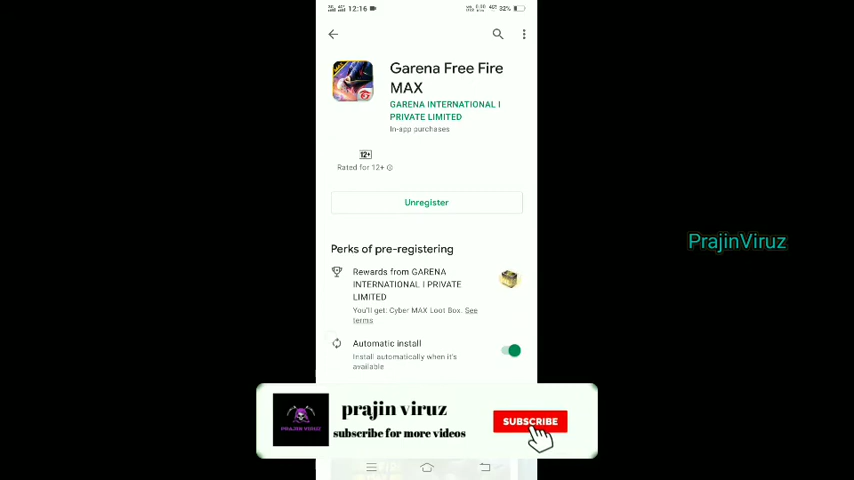 12:16
32%
Garena Free Fire
MAX
GARENA INTERNATIONAL I
PRIVATE LIMITED
In-app purchases
12+
Rated for 12+
Unregister
PrajinViruz
Perks of pre-registering
Rewards from GARENA
INTERNATIONAL I PRIVATE
LIMITED
You'll get: Cyber MAX Loot Box. See
terms
Automatic install
Install automatically when it's
available
prajin viruz
subscribe for more videos
SUBSCRIBE
PRAJIN VIRUZ